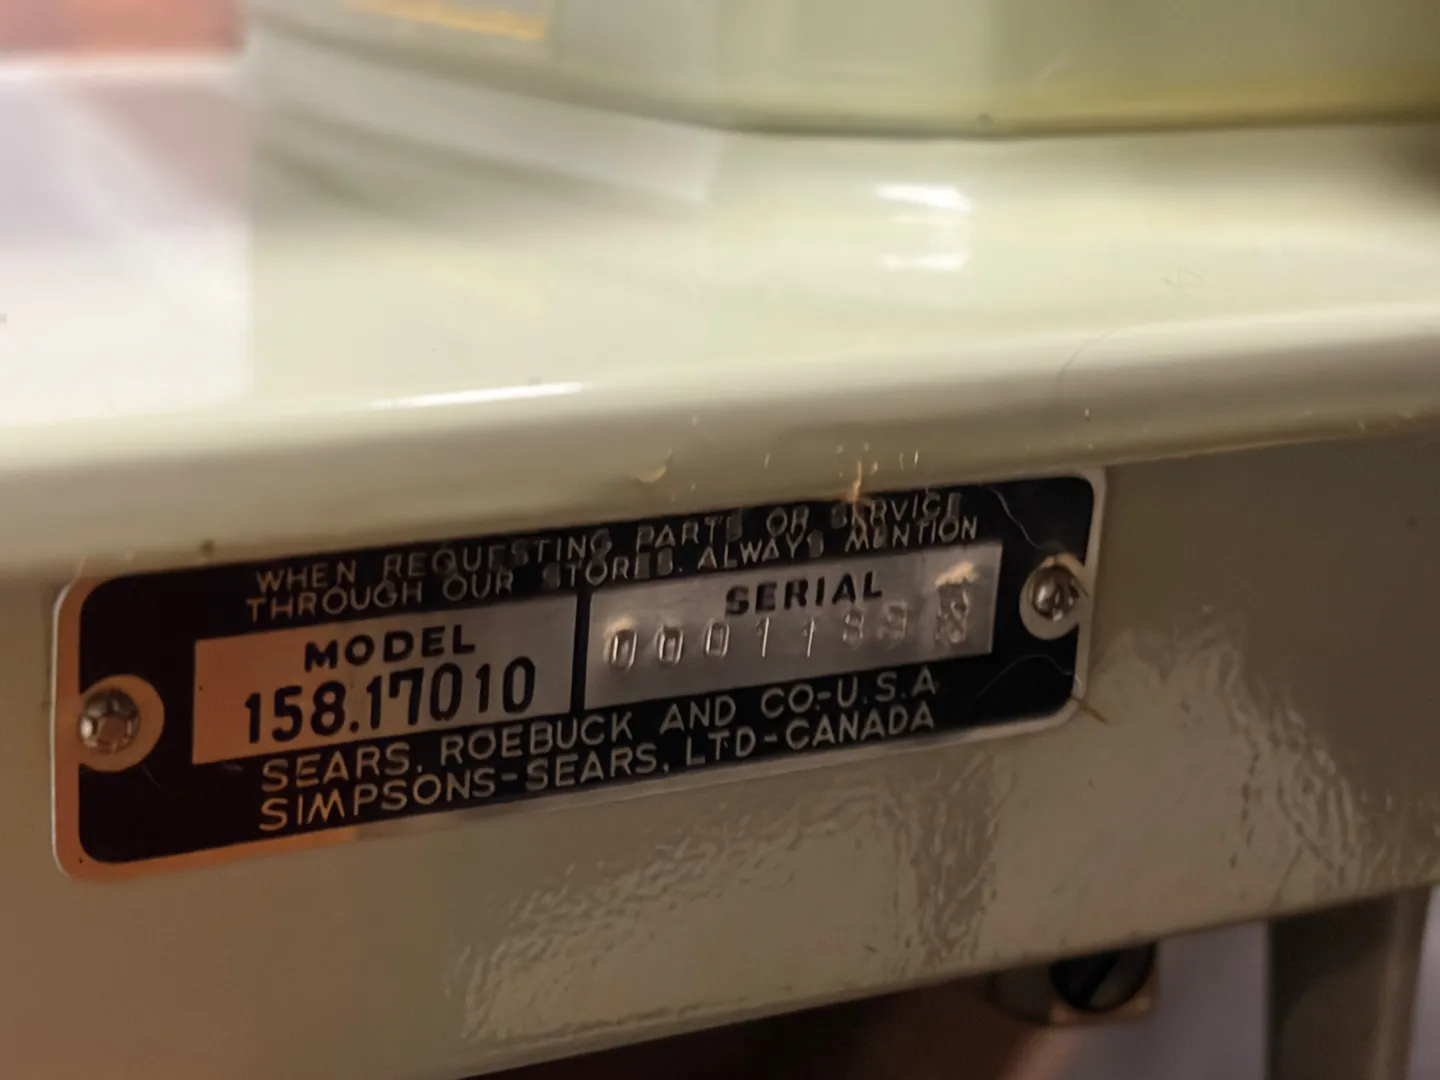 WHEN REQUESTING PARTS OR SERVICE
THROUGH OUR STORES, ALWAYS MENTION
MODEL
158.17010
SERIAL
SEARS, ROEBUCK AND CO.-U.S.A
SIMPSONS-SEARS, LTD-CANADA